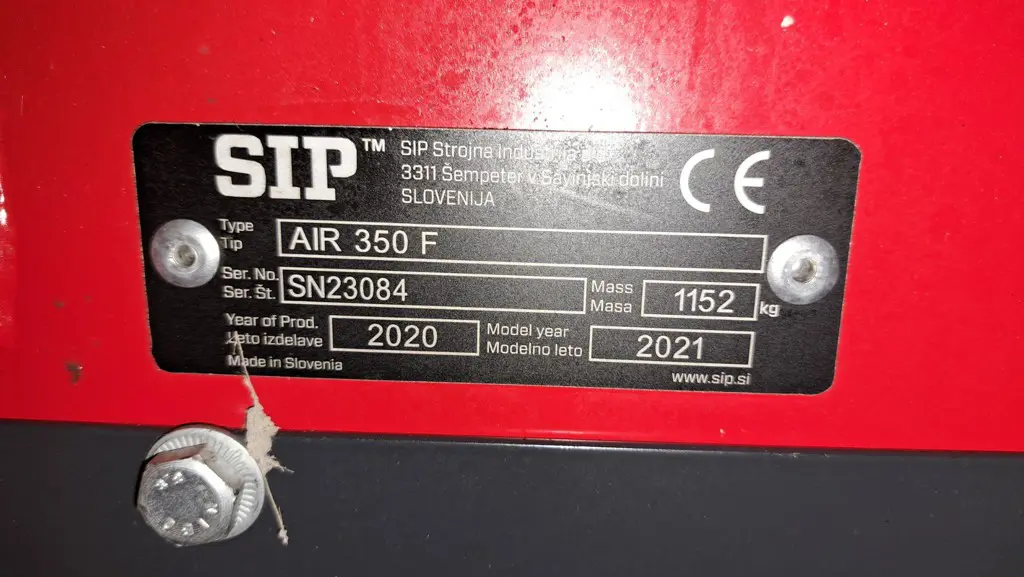 SIP™
SIP Strojna Industrija
3311 Šempeter v Savinjski dolini
SLOVENIJA
CE
Type
Tip
AIR 350 F
Ser. No.
Ser. Št.
SN23084
Mass
Masa
1152
kg
Year of Prod.
Leto izdelave
2020
Model year
Modelno leto
2021
Made in Slovenia
www.sip.si